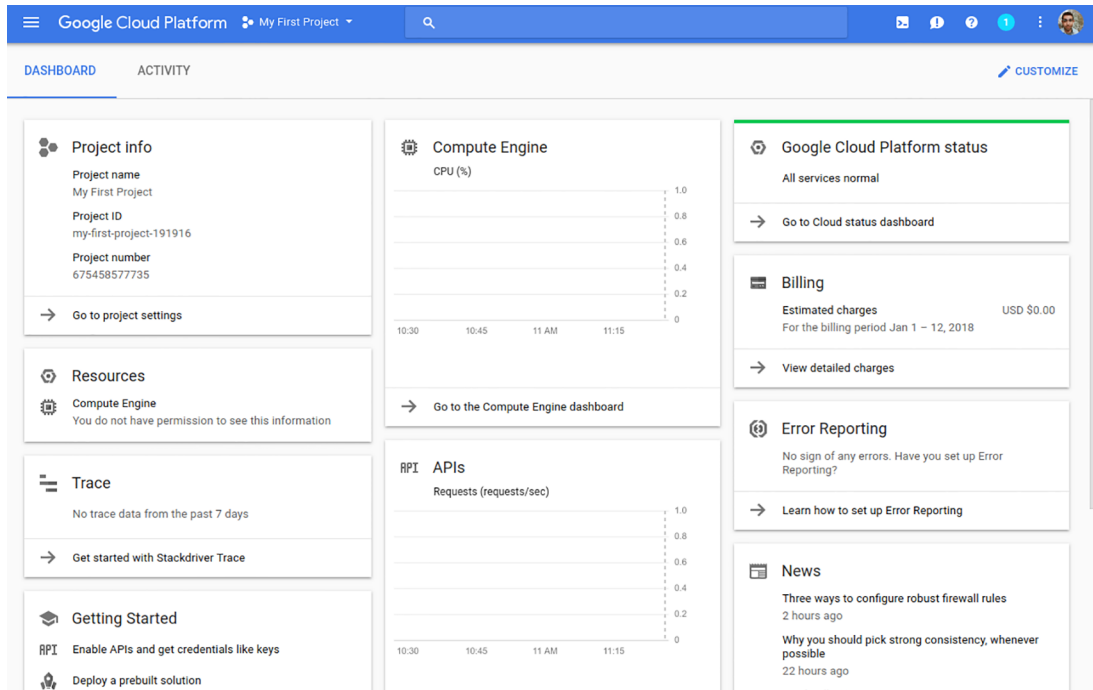 Google Cloud Platform My First Project
1
DASHBOARD ACTIVITY CUSTOMIZE
Project info
Project name
My First Project
Project ID
my-first-project-191916
Project number
675458577735
Go to project settings
Resources
Compute Engine
You do not have permission to see this information
Trace
No trace data from the past 7 days
Get started with Stackdriver Trace
Getting Started
API Enable APIs and get credentials like keys
Deploy a prebuilt solution
Compute Engine
CPU (%)
1.0
0.8
0.6
0.4
0.2
0
10:30 10:45 11 AM 11:15
Go to the Compute Engine dashboard
API APIs
Requests (requests/sec)
1.0
0.8
0.6
0.4
0.2
0
10:30 10:45 11 AM 11:15
Google Cloud Platform status
All services normal
Go to Cloud status dashboard
Billing
Estimated charges USD $0.00
For the billing period Jan 1 – 12, 2018
View detailed charges
Error Reporting
No sign of any errors. Have you set up Error
Reporting?
Learn how to set up Error Reporting
News
Three ways to configure robust firewall rules
2 hours ago
Why you should pick strong consistency, whenever
possible
22 hours ago